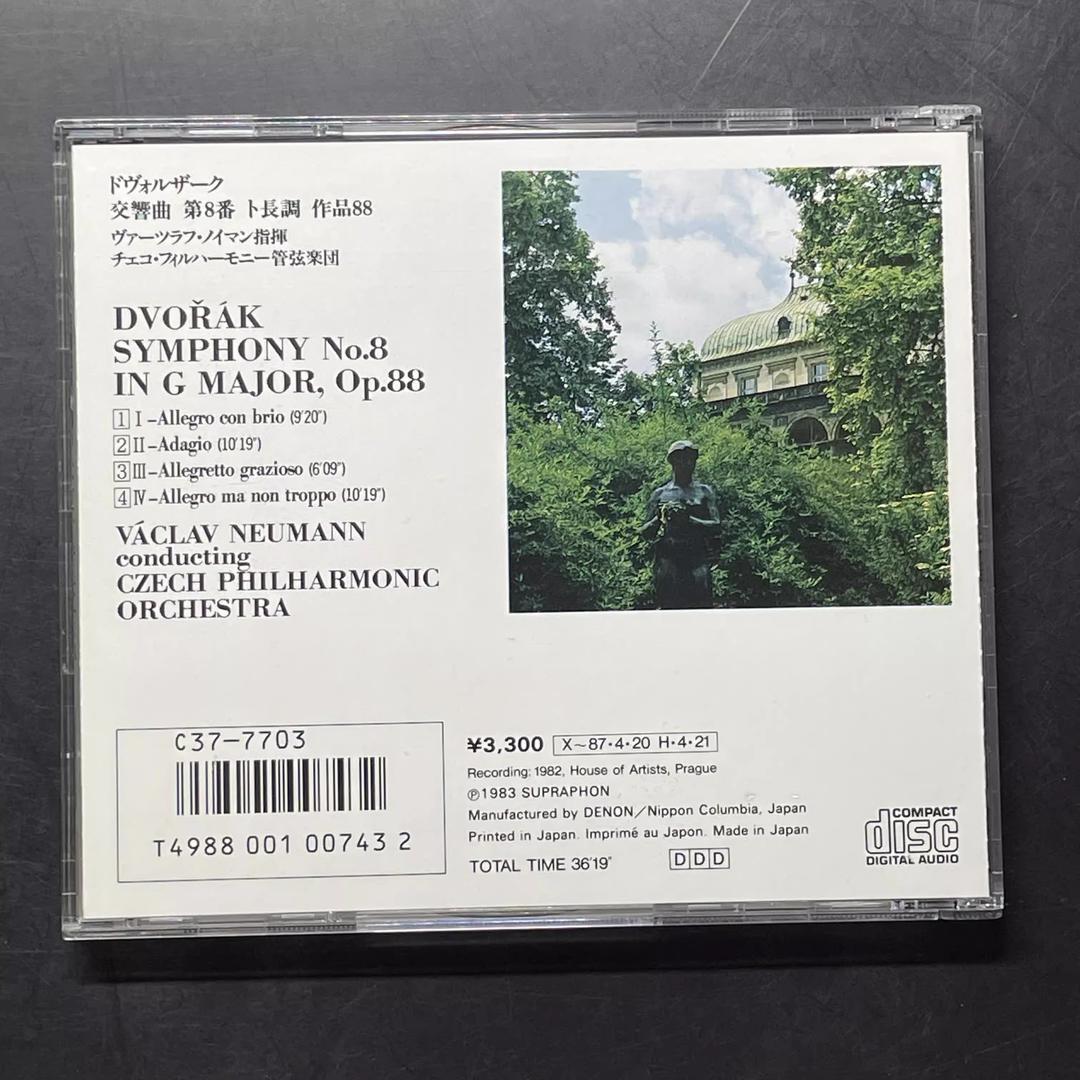 ドヴォルザーク
交響曲 第8番 ト長調 作品88
ヴァーツラフ・ノイマン指揮
チェコ・フィルハーモニー管弦楽団
DVOŘÁK
SYMPHONY No.8
IN G MAJOR, Op.88
1 I–Allegro con brio (9'20")
2 II–Adagio (10'19")
3 III–Allegretto grazioso (6'09")
4 IV–Allegro ma non troppo (10'19")
VÁCLAV NEUMANN
conducting
CZECH PHILHARMONIC
ORCHESTRA
C37-7703
T4988 001 00743 2
¥3,300 X~87・4・20 H・4・21
Recording: 1982, House of Artists, Prague
℗1983 SUPRAPHON
Manufactured by DENON/Nippon Columbia, Japan
Printed in Japan. Imprimé au Japon. Made in Japan
TOTAL TIME 36'19" DDD
COMPACT
disc
DIGITAL AUDIO